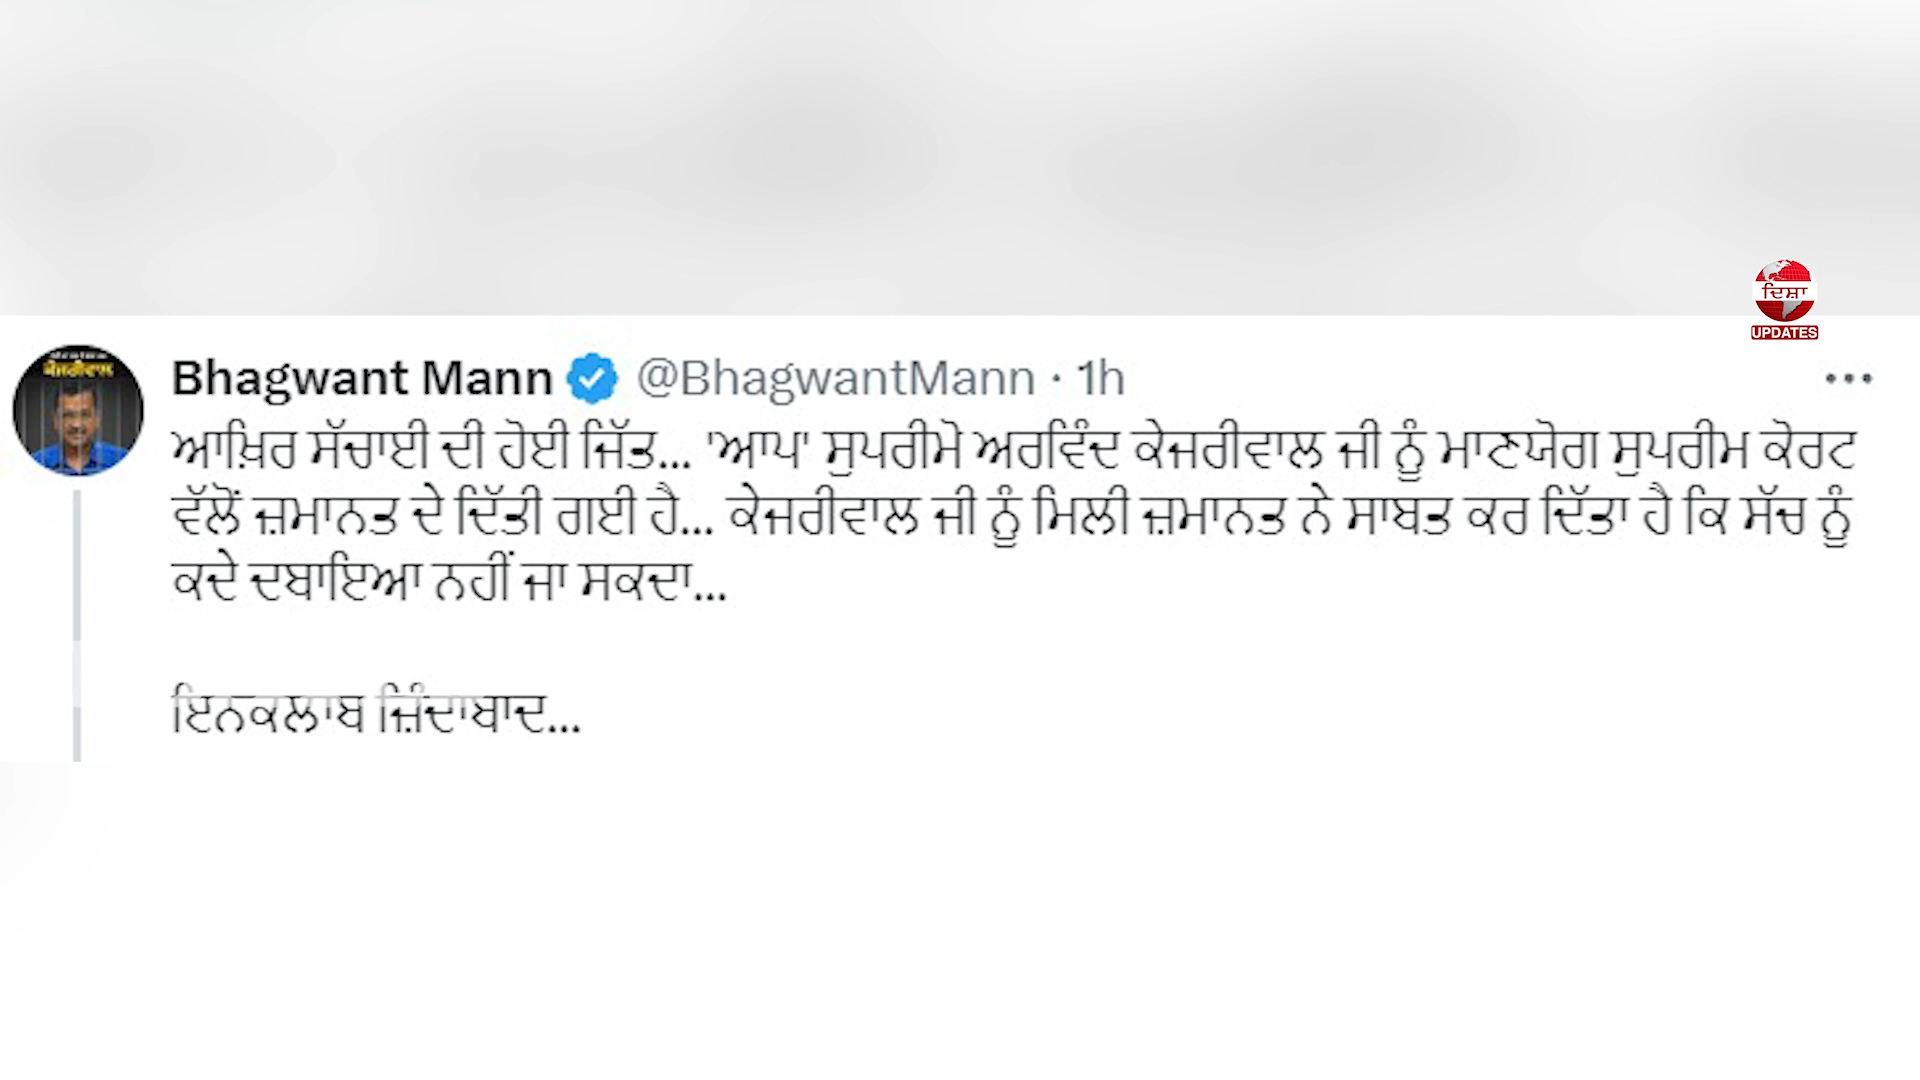 ਦਿਸ਼ਾ
UPDATES
ਕੇਜਰੀਵਾਲ
Bhagwant Mann @BhagwantMann · 1h
ਆਖ਼ਿਰ ਸੱਚਾਈ ਦੀ ਹੋਈ ਜਿੱਤ... 'ਆਪ' ਸੁਪਰੀਮੋ ਅਰਵਿੰਦ ਕੇਜਰੀਵਾਲ ਜੀ ਨੂੰ ਮਾਣਯੋਗ ਸੁਪਰੀਮ ਕੋਰਟ
ਵੱਲੋਂ ਜ਼ਮਾਨਤ ਦੇ ਦਿੱਤੀ ਗਈ ਹੈ... ਕੇਜਰੀਵਾਲ ਜੀ ਨੂੰ ਮਿਲੀ ਜ਼ਮਾਨਤ ਨੇ ਸਾਬਤ ਕਰ ਦਿੱਤਾ ਹੈ ਕਿ ਸੱਚ ਨੂੰ
ਕਦੇ ਦਬਾਇਆ ਨਹੀਂ ਜਾ ਸਕਦਾ...
ਇਨਕਲਾਬ ਜ਼ਿੰਦਾਬਾਦ...